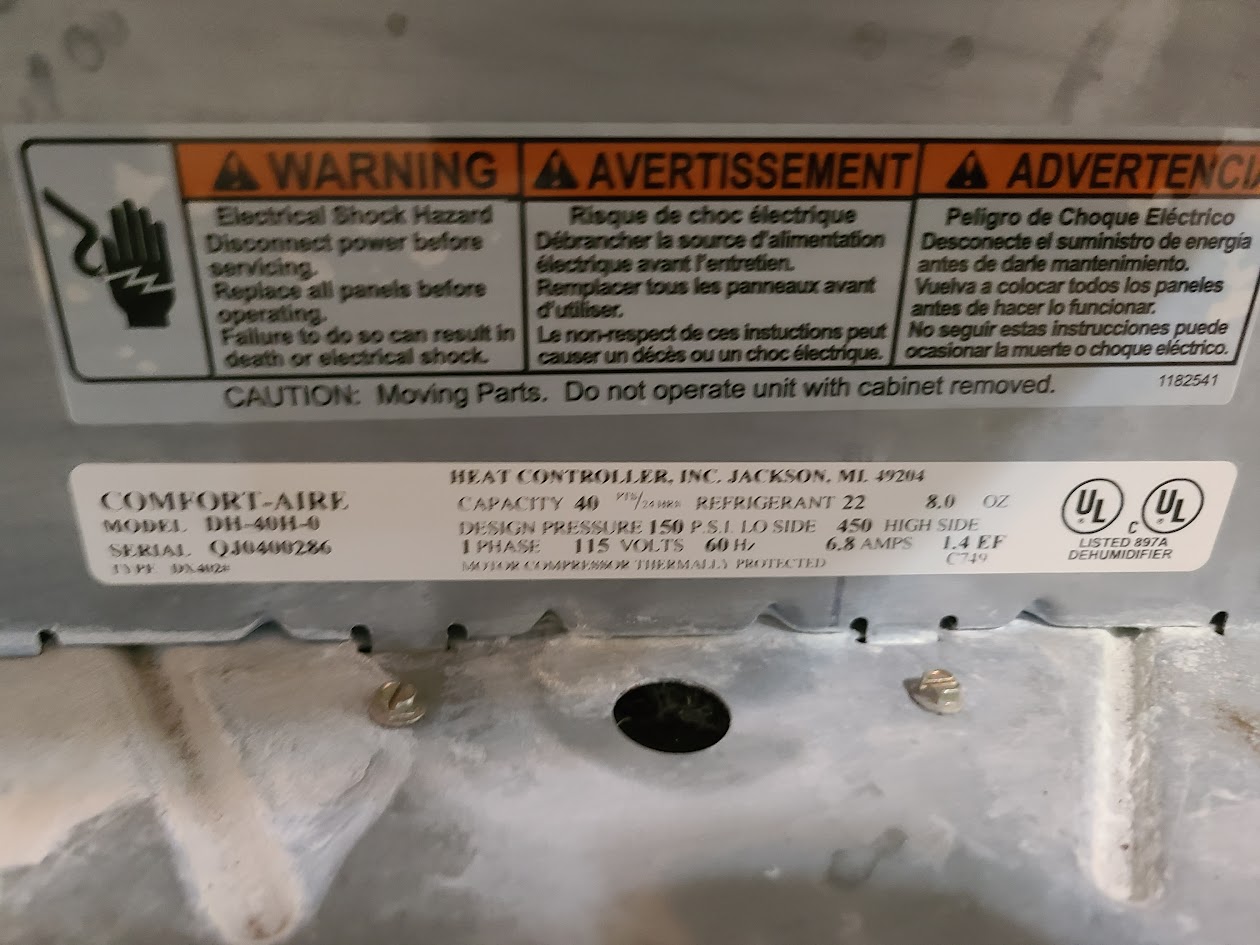 WARNING
Electrical Shock Hazard
Disconnect power before
servicing.
Replace all panels before
operating.
Failure to do so can result in
death or electrical shock.
AVERTISSEMENT
Risque de choc électrique
Débrancher la source d'alimentation
électrique avant l'entretien.
Remplacer tous les panneaux avant
d'utiliser.
Le non-respect de ces instuctions peut
causer un décès ou un choc électrique.
ADVERTENCIA
Peligro de Choque Eléctrico
Desconecte el suministro de energía
antes de darle mantenimiento.
Vuelva a colocar todos los paneles
antes de hacer lo funcionar.
No seguir estas instrucciones puede
ocasionar la muerte o choque eléctrico.
CAUTION: Moving Parts. Do not operate unit with cabinet removed.
1182541
COMFORT-AIRE
MODEL DH-40H-0
SERIAL QJ0400286
TYPE
HEAT CONTROLLER, INC. JACKSON, MI. 49204
CAPACITY 40 PTS/24 HRS REFRIGERANT 22 8.0 OZ
DESIGN PRESSURE 150 P.S.I. LO SIDE 450 HIGH SIDE
1 PHASE 115 VOLTS 60 Hz 6.8 AMPS 1.4 EF
C749
MOTOR COMPRESSOR THERMALLY PROTECTED
UL C UL
LISTED 897A
DEHUMIDIFIER